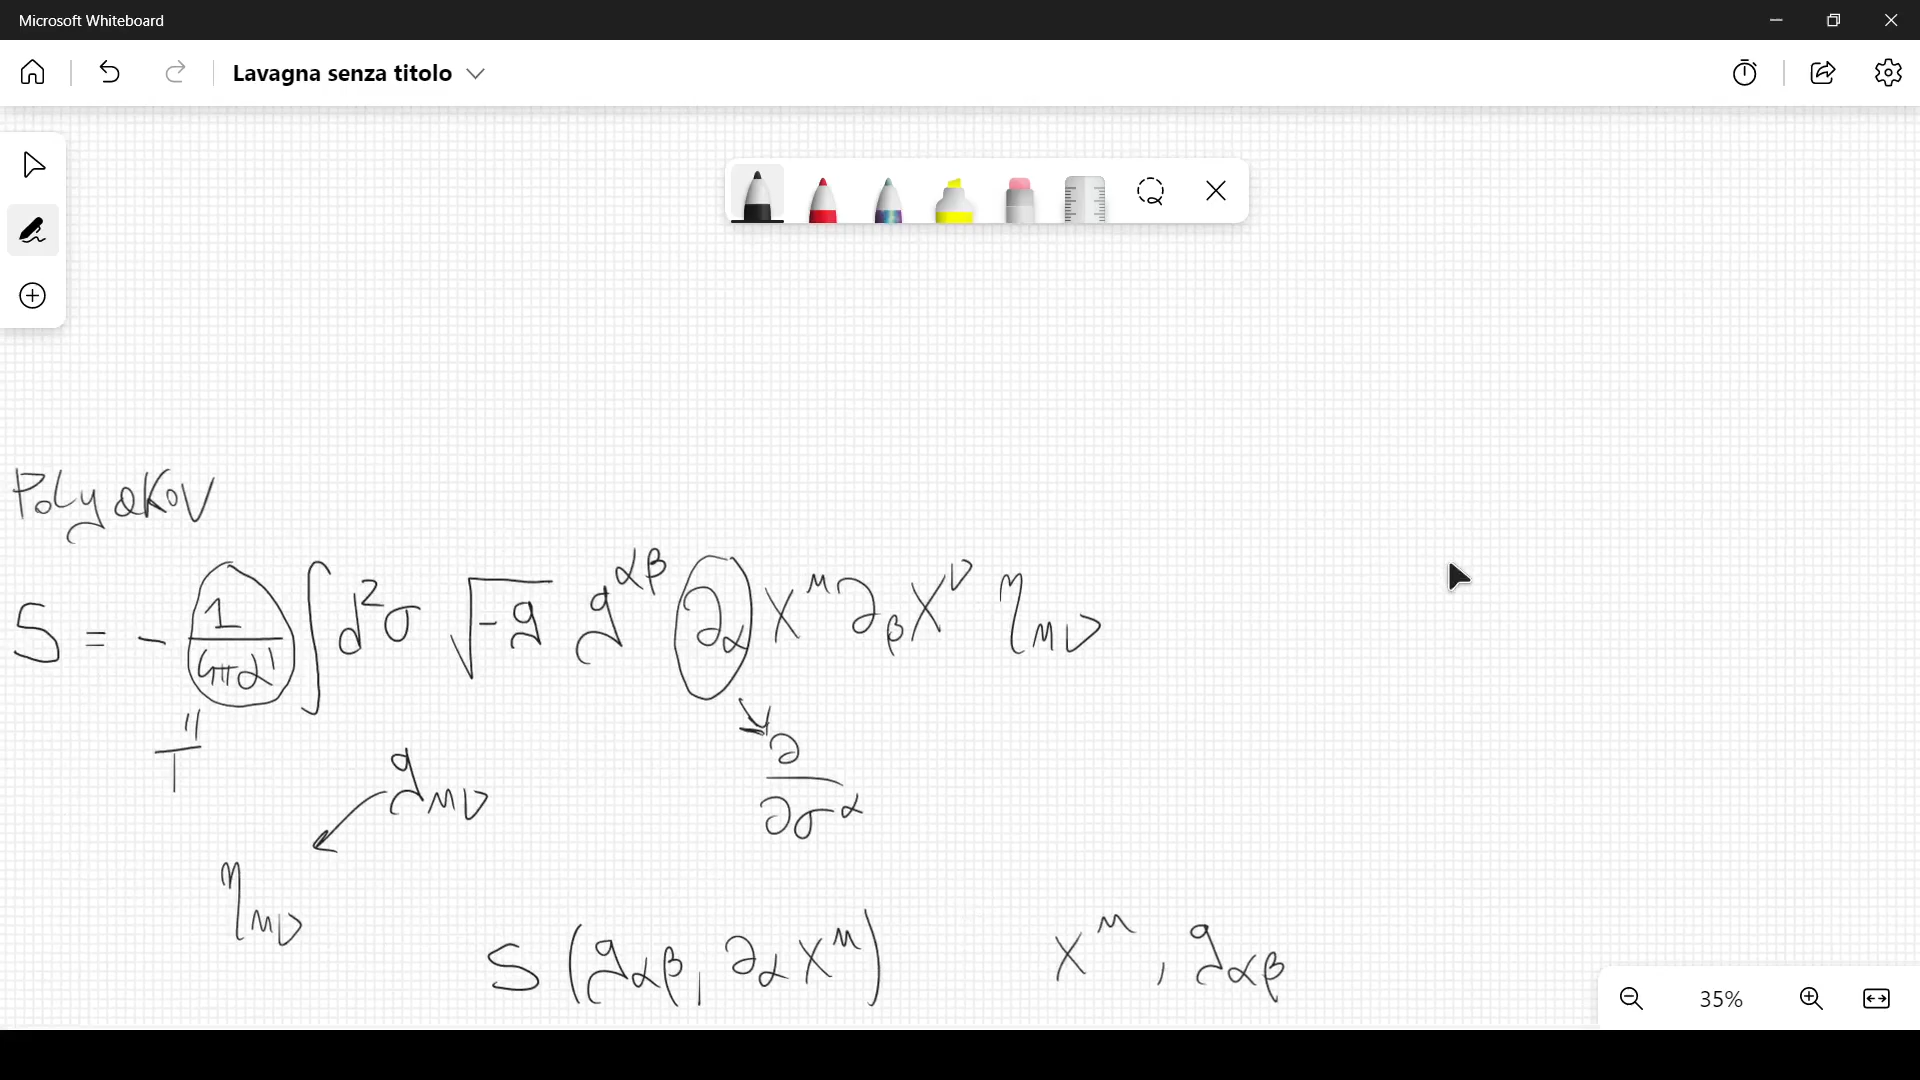 Microsoft Whiteboard
Lavagna senza titolo
Polyakov
S = - 1/4πα' ∫ d²σ √-g g^αβ ∂_α X^μ ∂_β X^ν η_μν
"
T
g_μν
∂/∂σ^α
η_μν
S (g_αβ, ∂_α X^μ)
X^μ , g_αβ
35%